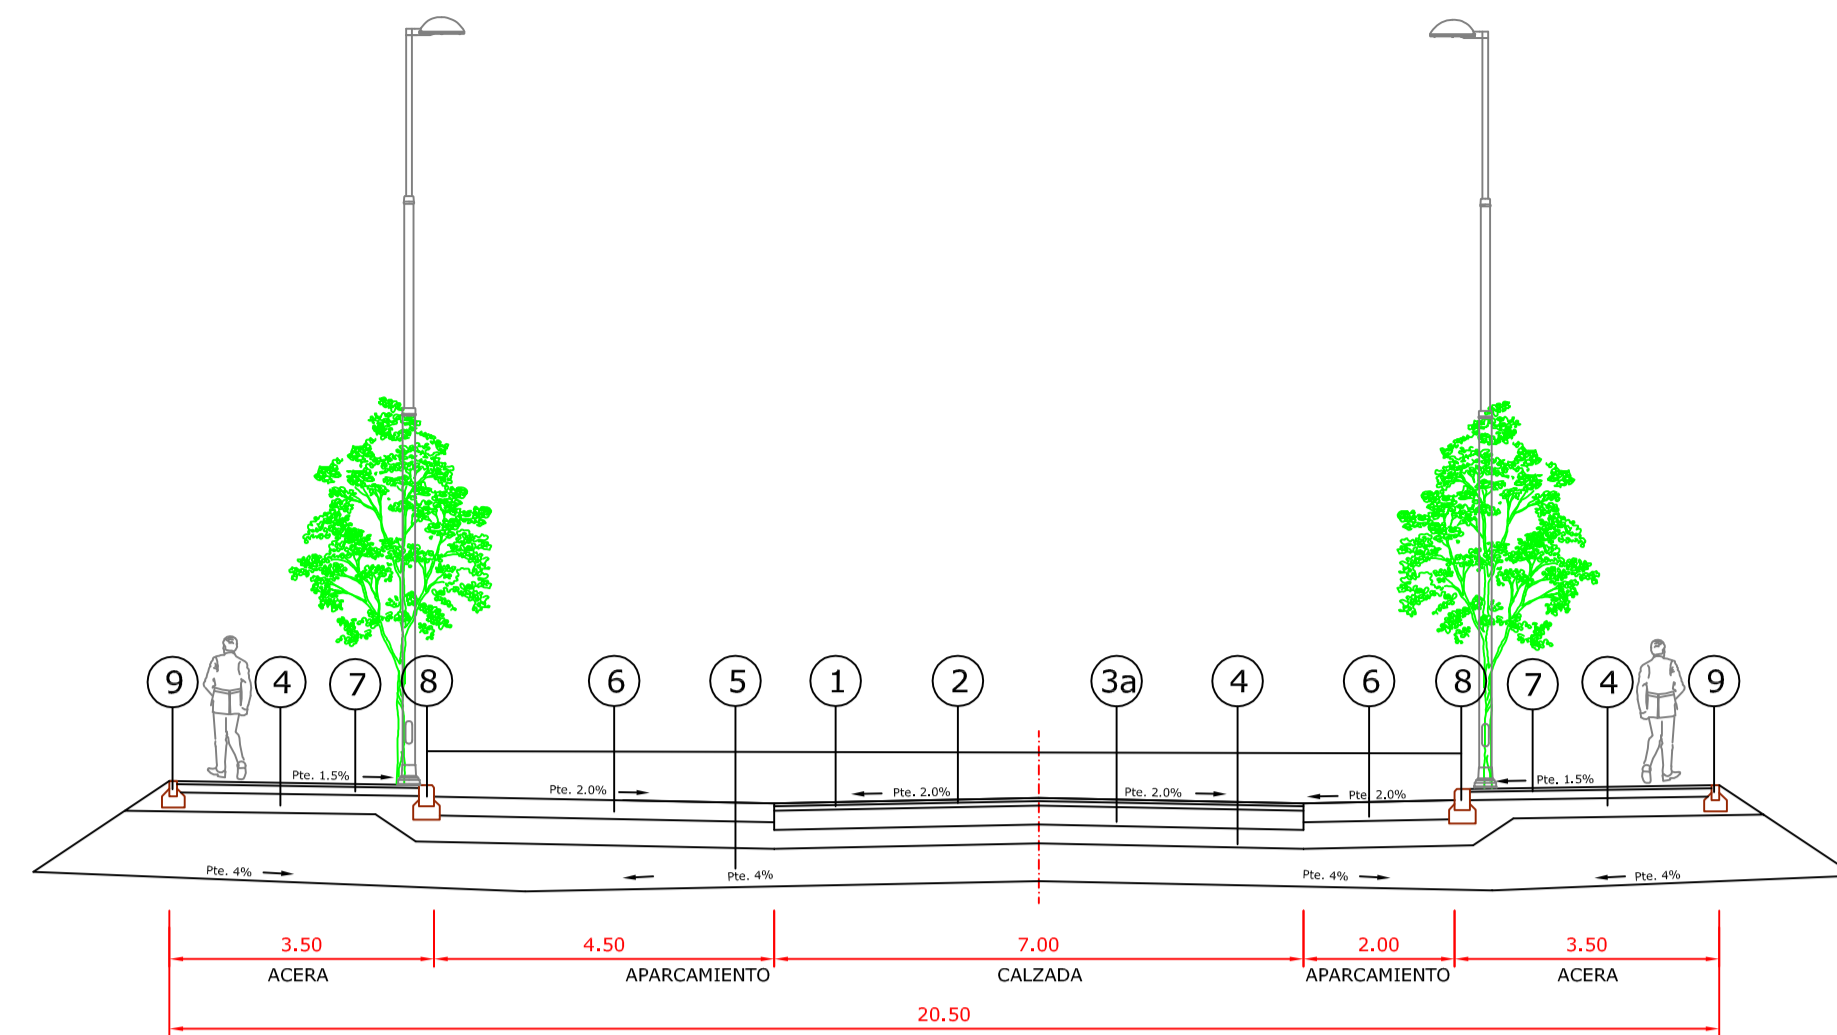 9 4 7 8 6 5 1 2 3a 4 6 8 7 4 9
Pte. 1.5% Pte. 1.5%
Pte. 2.0% Pte. 2.0% Pte. 2.0% Pte. 2.0%
Pte. 4% Pte. 4% Pte. 4% Pte. 4%
3.50 4.50 7.00 2.00 3.50
ACERA APARCAMIENTO CALZADA APARCAMIENTO ACERA
20.50